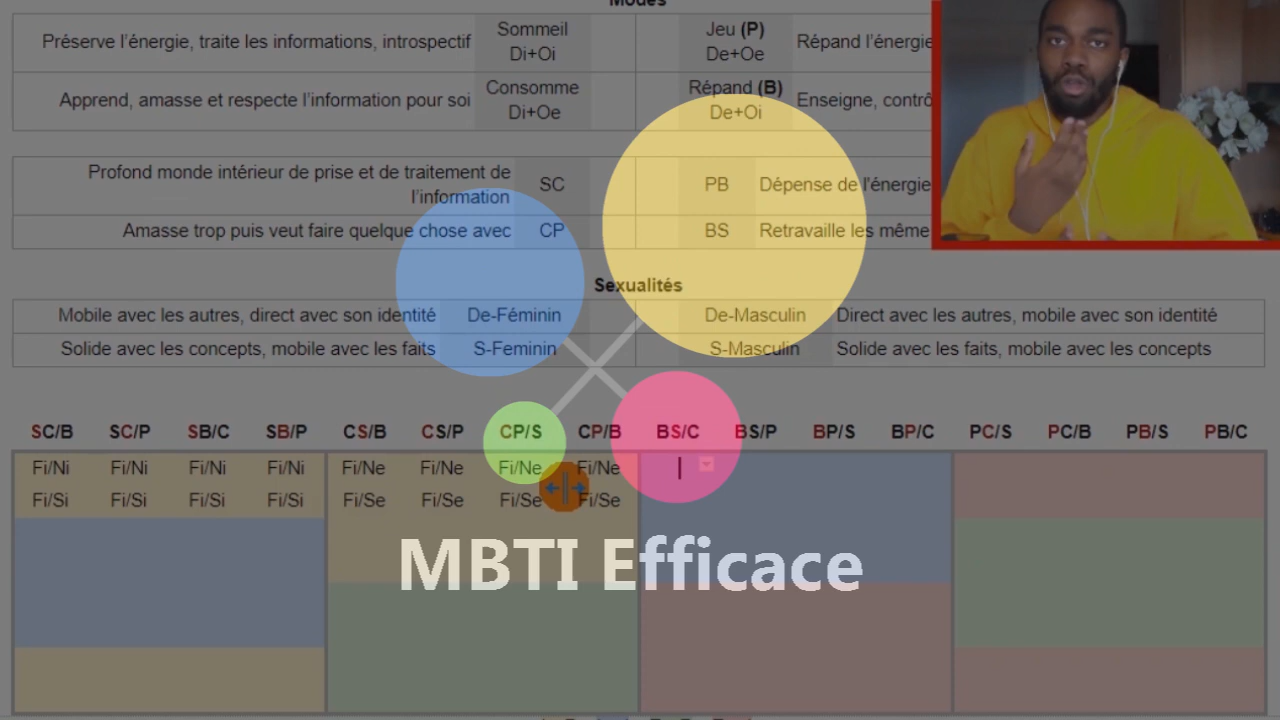 Modes
Préserve l’énergie, traite les informations, introspectif Sommeil Di+Oi Jeu (P) De+Oe Répand l’énergie
Apprend, amasse et respecte l’information pour soi Consomme Di+Oe Répand (B) De+Oi Enseigne, contrô
Profond monde intérieur de prise et de traitement de l’information SC PB Dépense de l’énergie
Amasse trop puis veut faire quelque chose avec CP BS Retravaille les même
Sexualités
Mobile avec les autres, direct avec son identité De-Féminin De-Masculin Direct avec les autres, mobile avec son identité
Solide avec les concepts, mobile avec les faits S-Feminin S-Masculin Solide avec les faits, mobile avec les concepts
SC/B SC/P SB/C SB/P CS/B CS/P CP/S CP/B BS/C BS/P BP/S BP/C PC/S PC/B PB/S PB/C
Fi/Ni Fi/Ni Fi/Ni Fi/Ni Fi/Ne Fi/Ne Fi/Ne Fi/Ne
Fi/Si Fi/Si Fi/Si Fi/Si Fi/Se Fi/Se Fi/Se Fi/Se
MBTI Efficace